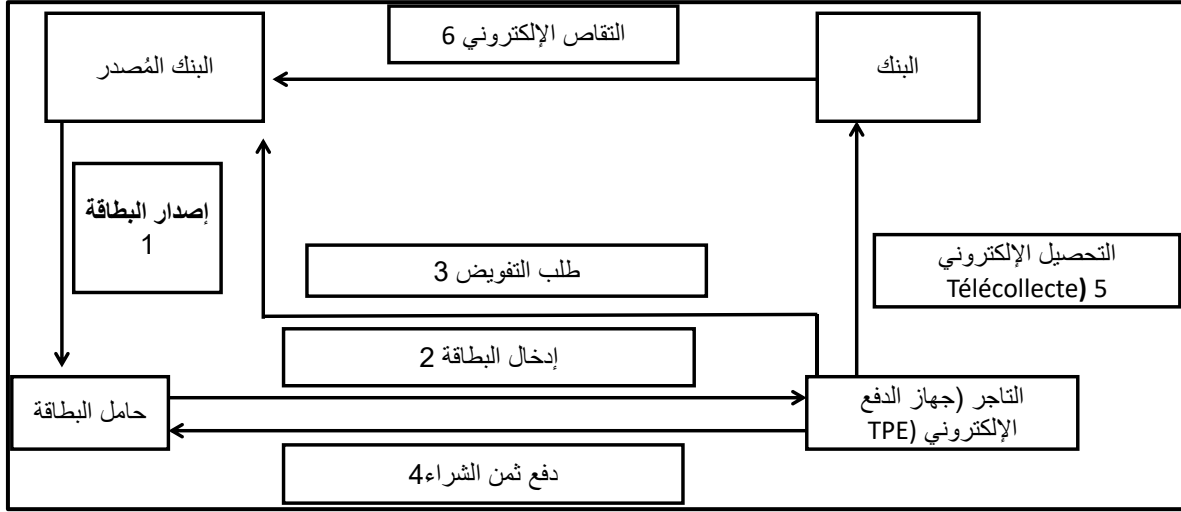 التقاص الإلكتروني 6
البنك المُصدر
البنك
إصدار البطاقة
1
طلب التفويض 3
التحصيل الإلكتروني
Télécollecte) 5
إدخال البطاقة 2
حامل البطاقة
التاجر (جهاز الدفع
الإلكتروني (TPE
دفع ثمن الشراء4